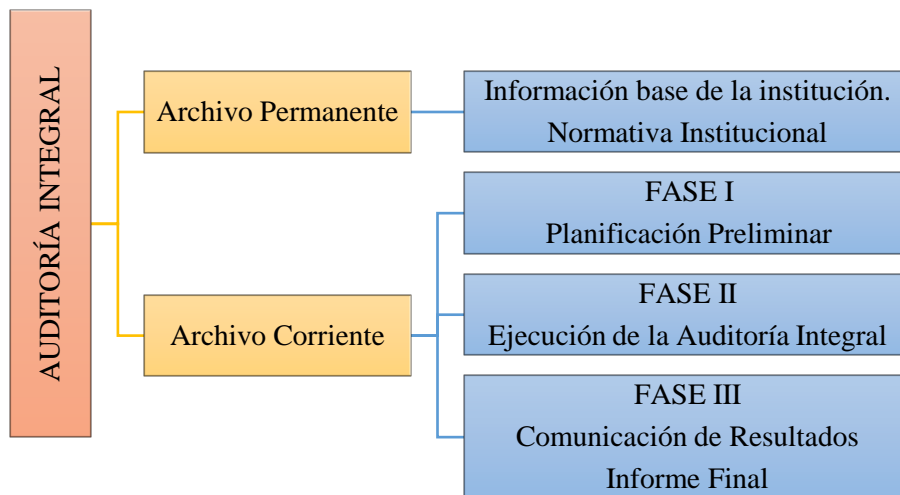 AUDITORÍA INTEGRAL
Archivo Permanente
Información base de la institución.
Normativa Institucional
Archivo Corriente
FASE I
Planificación Preliminar
FASE II
Ejecución de la Auditoría Integral
FASE III
Comunicación de Resultados
Informe Final